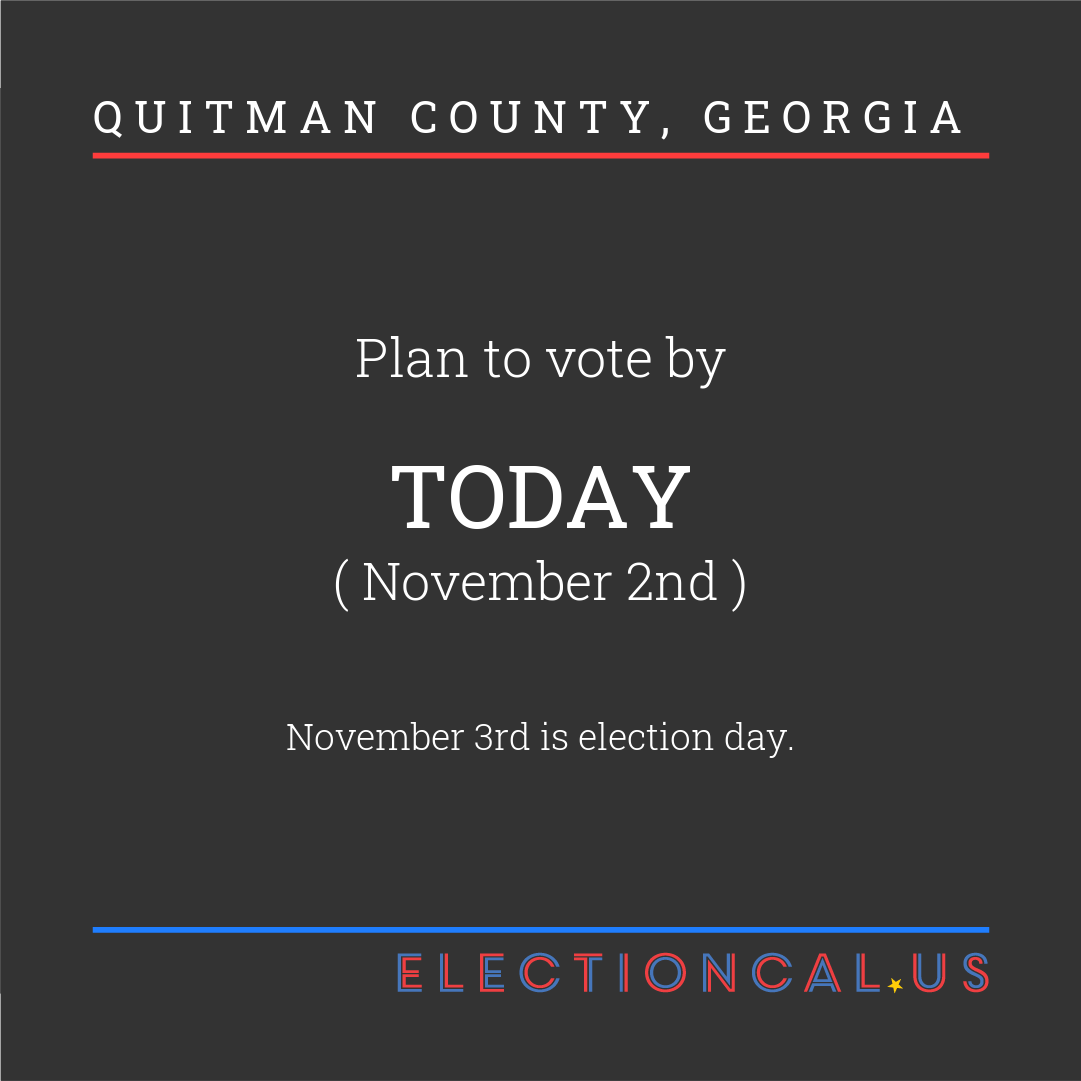 QUITMAN COUNTY, GEORGIA
Plan to vote by
TODAY
( November 2nd )
November 3rd is election day.
ELECTIONCAL.US